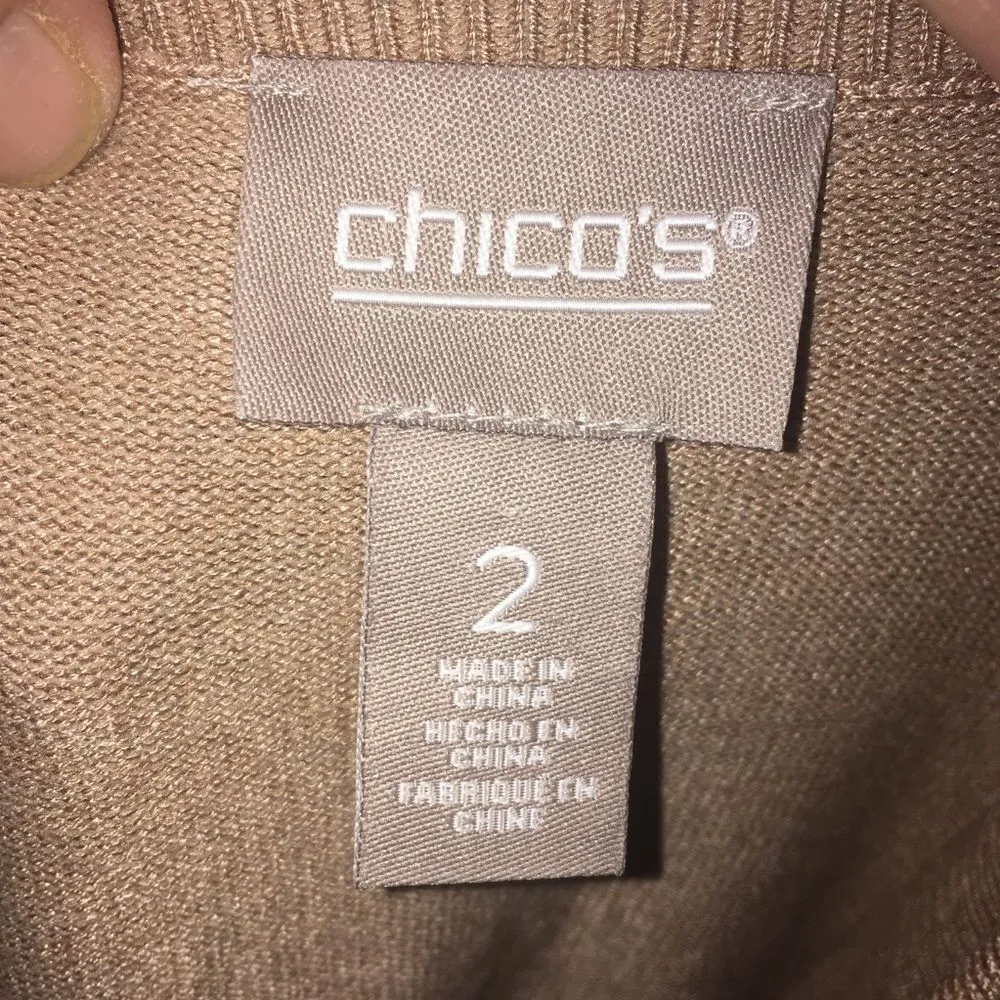 chico's®
2
MADE IN
CHINA
HECHO EN
CHINA
FABRIQUE EN
CHINE